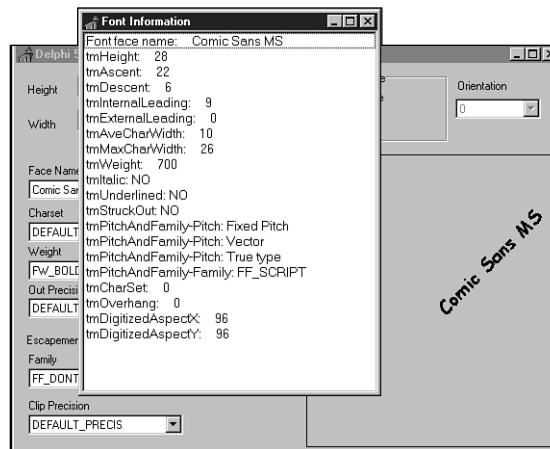 Font Information
Font face name: Comic Sans MS
tmHeight: 28
tmAscent: 22
tmDescent: 6
tmInternalLeading: 9
tmExternalLeading: 0
tmAveCharWidth: 10
tmMaxCharWidth: 26
tmWeight: 700
tmItalic: NO
tmUnderlined: NO
tmStruckOut: NO
tmPitchAndFamily-Pitch: Fixed Pitch
tmPitchAndFamily-Pitch: Vector
tmPitchAndFamily-Pitch: True type
tmPitchAndFamily-Family: FF_SCRIPT
tmCharSet: 0
tmOverhang: 0
tmDigitizedAspectX: 96
tmDigitizedAspectY: 96
Delphi
Height
Width
Face Name
Comic Sa
Charset
DEFAULT
Weight
FW_BOLD
Out Precisi
DEFAULT
Escapemen
Family
FF_DONT
Clip Precision
DEFAULT_PRECIS
Orientation
0
Comic Sans MS